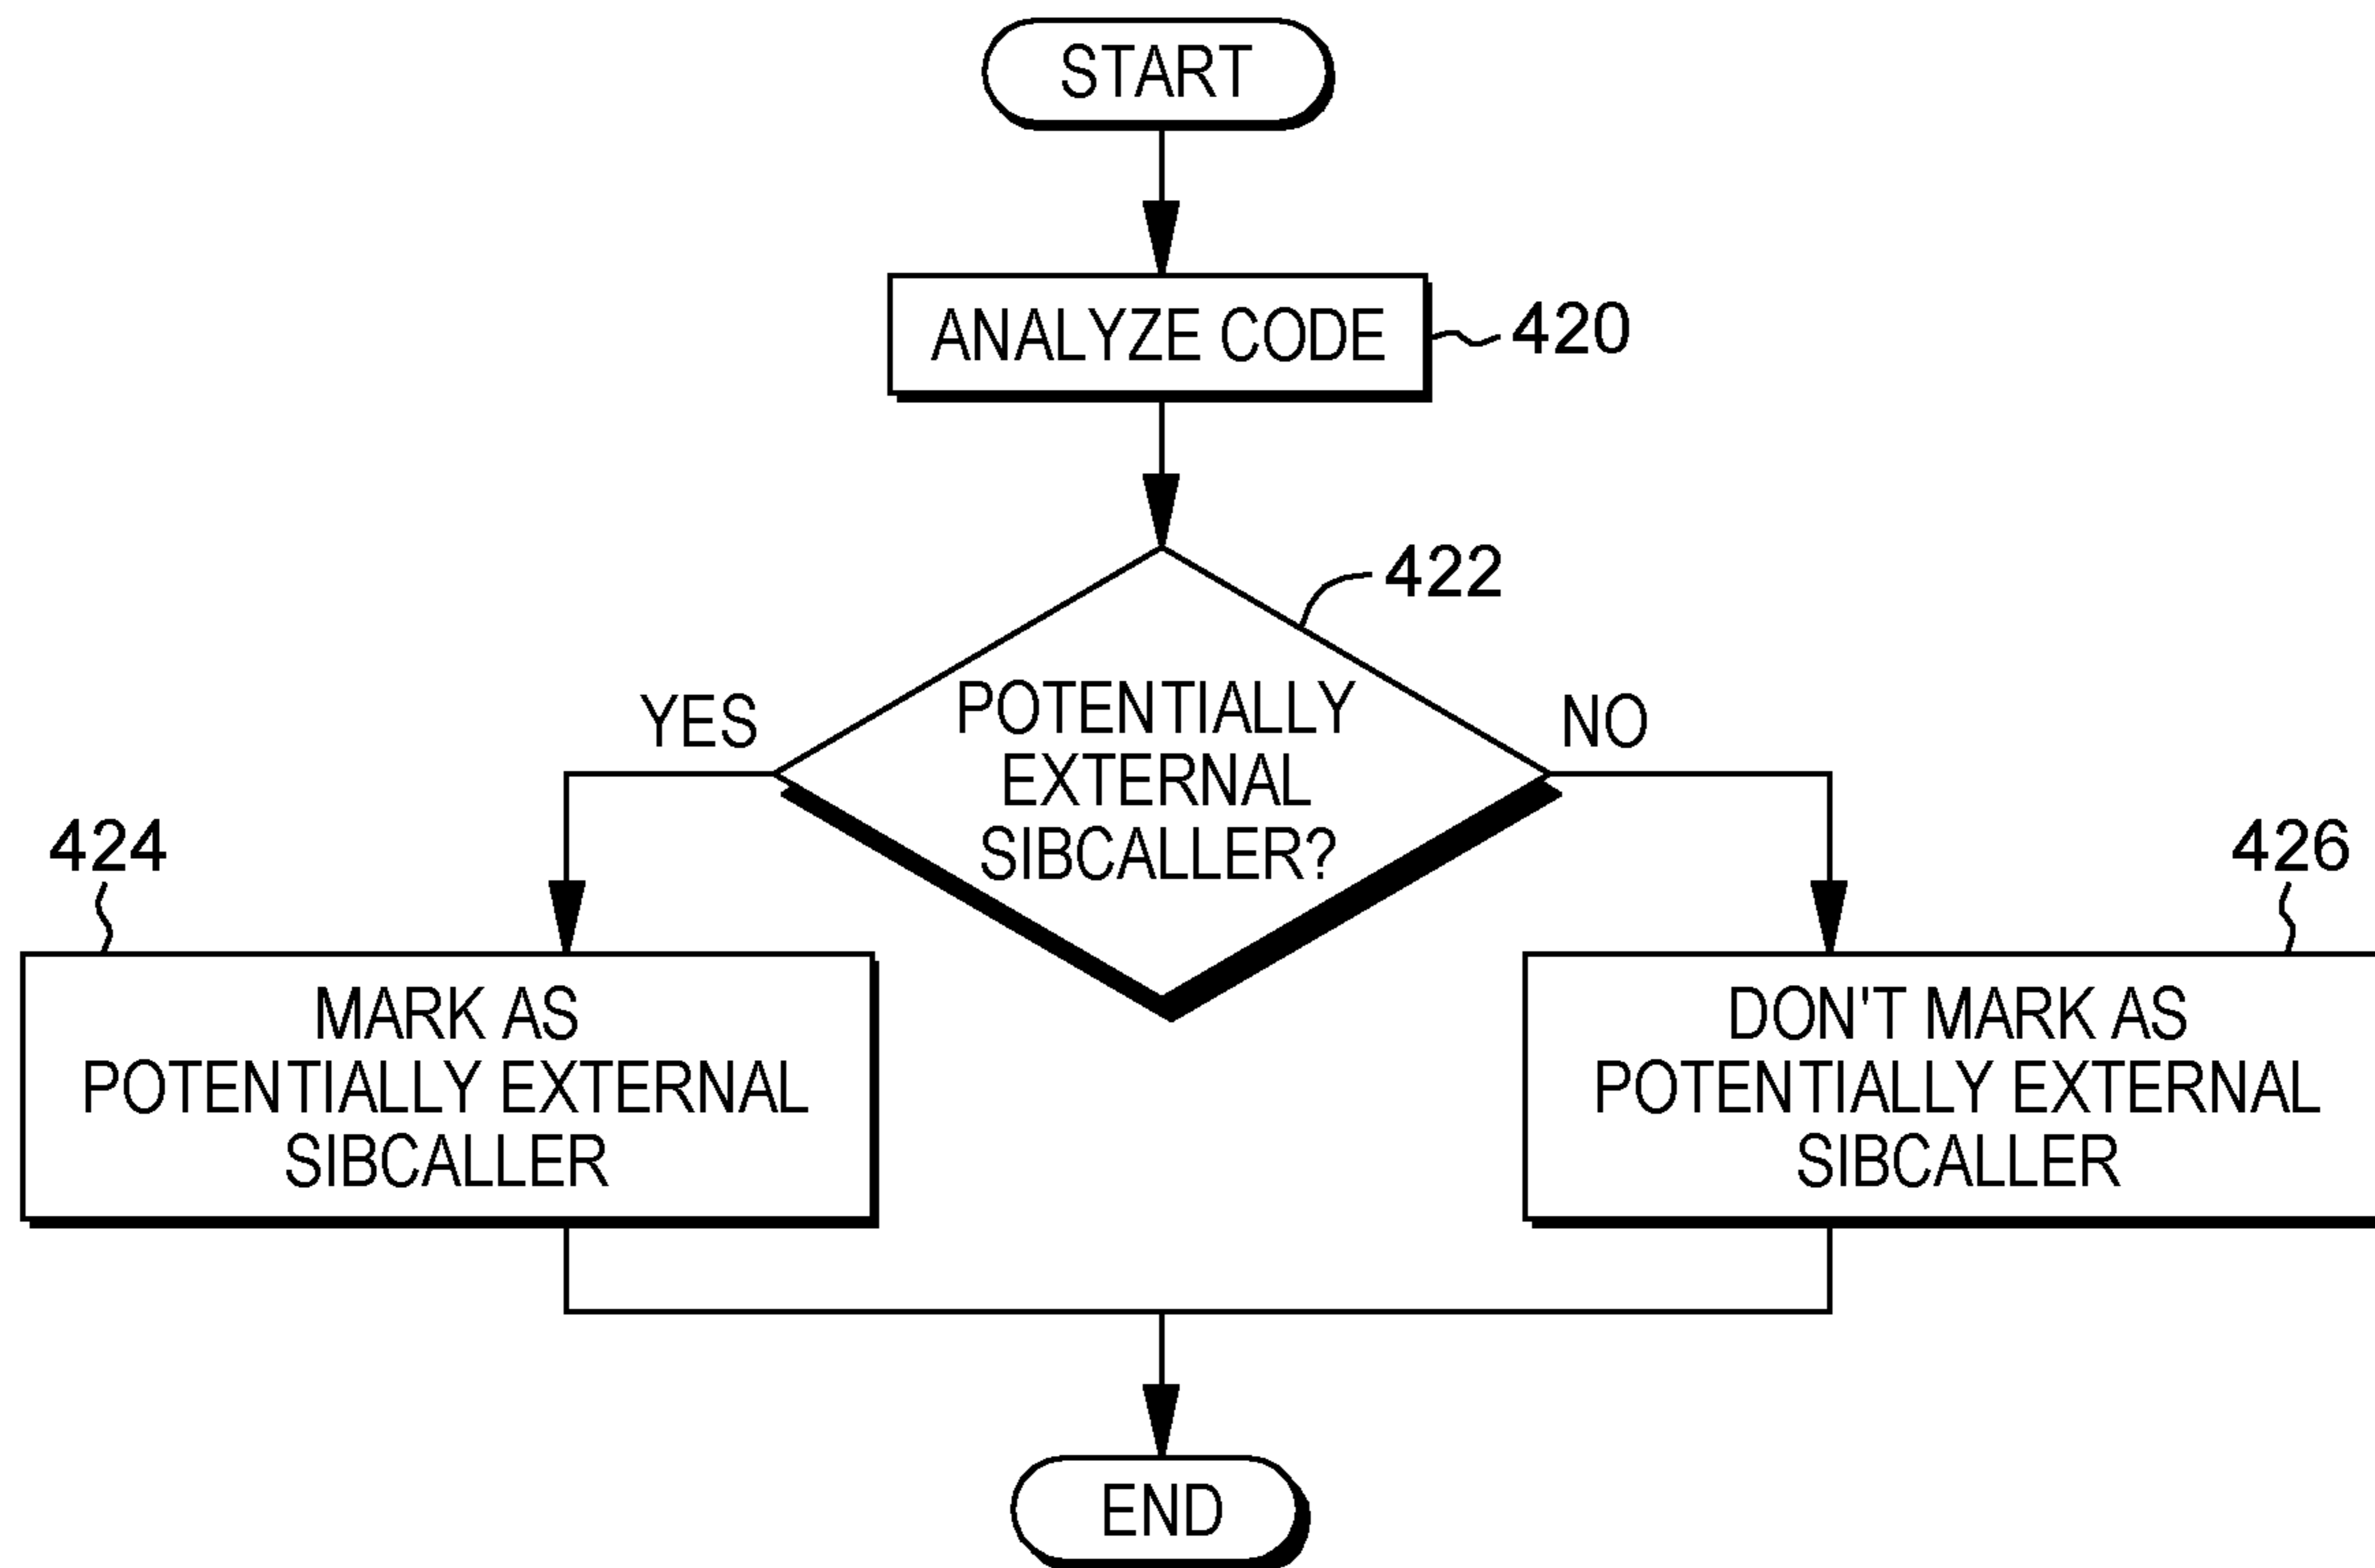 START
ANALYZE CODE
420
422
POTENTIALLY
EXTERNAL
SIBCALLER?
YES
NO
424
426
MARK AS
POTENTIALLY EXTERNAL
SIBCALLER
DON'T MARK AS
POTENTIALLY EXTERNAL
SIBCALLER
END